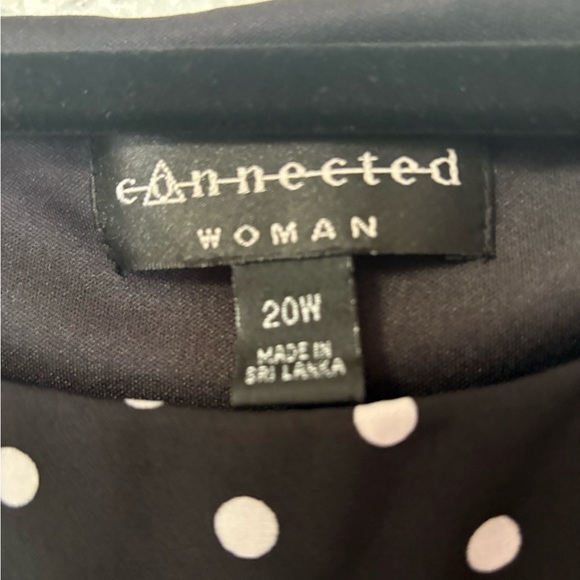 connected
WOMAN
20W
MADE IN
SRI LANKA